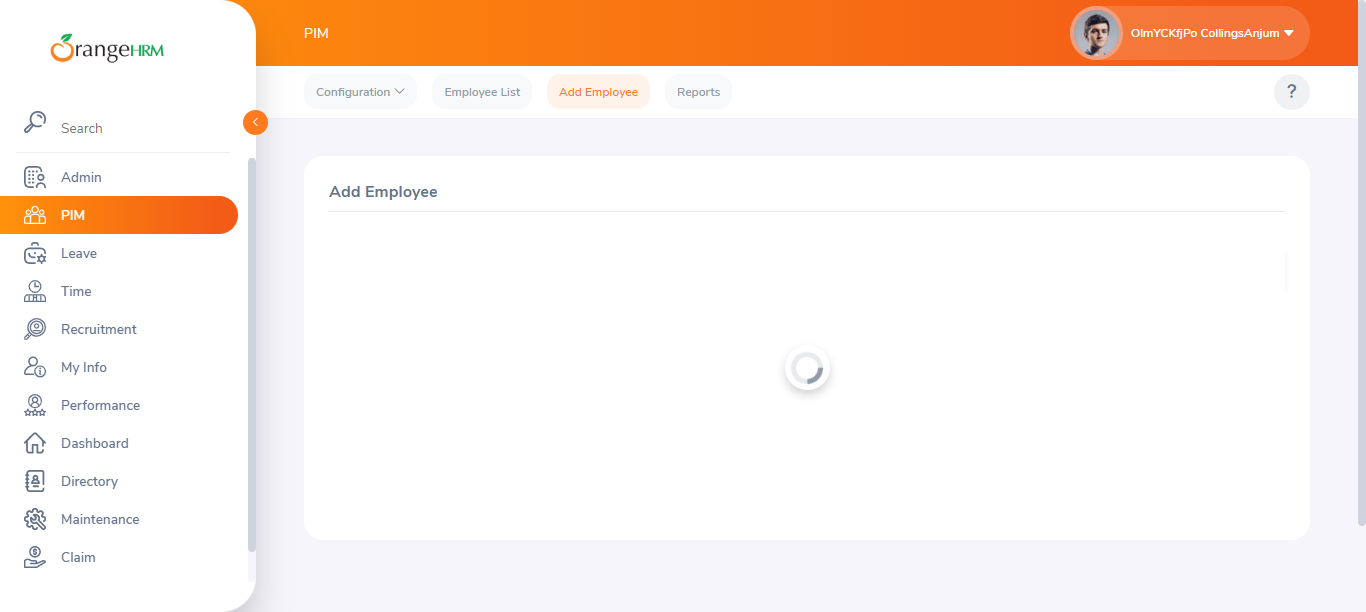 OrangeHRM
PIM
OlmYCKfjPo CollingsAnjum
Configuration
Employee List
Add Employee
Reports
?
Search
Admin
PIM
Leave
Time
Recruitment
My Info
Performance
Dashboard
Directory
Maintenance
Claim
Add Employee